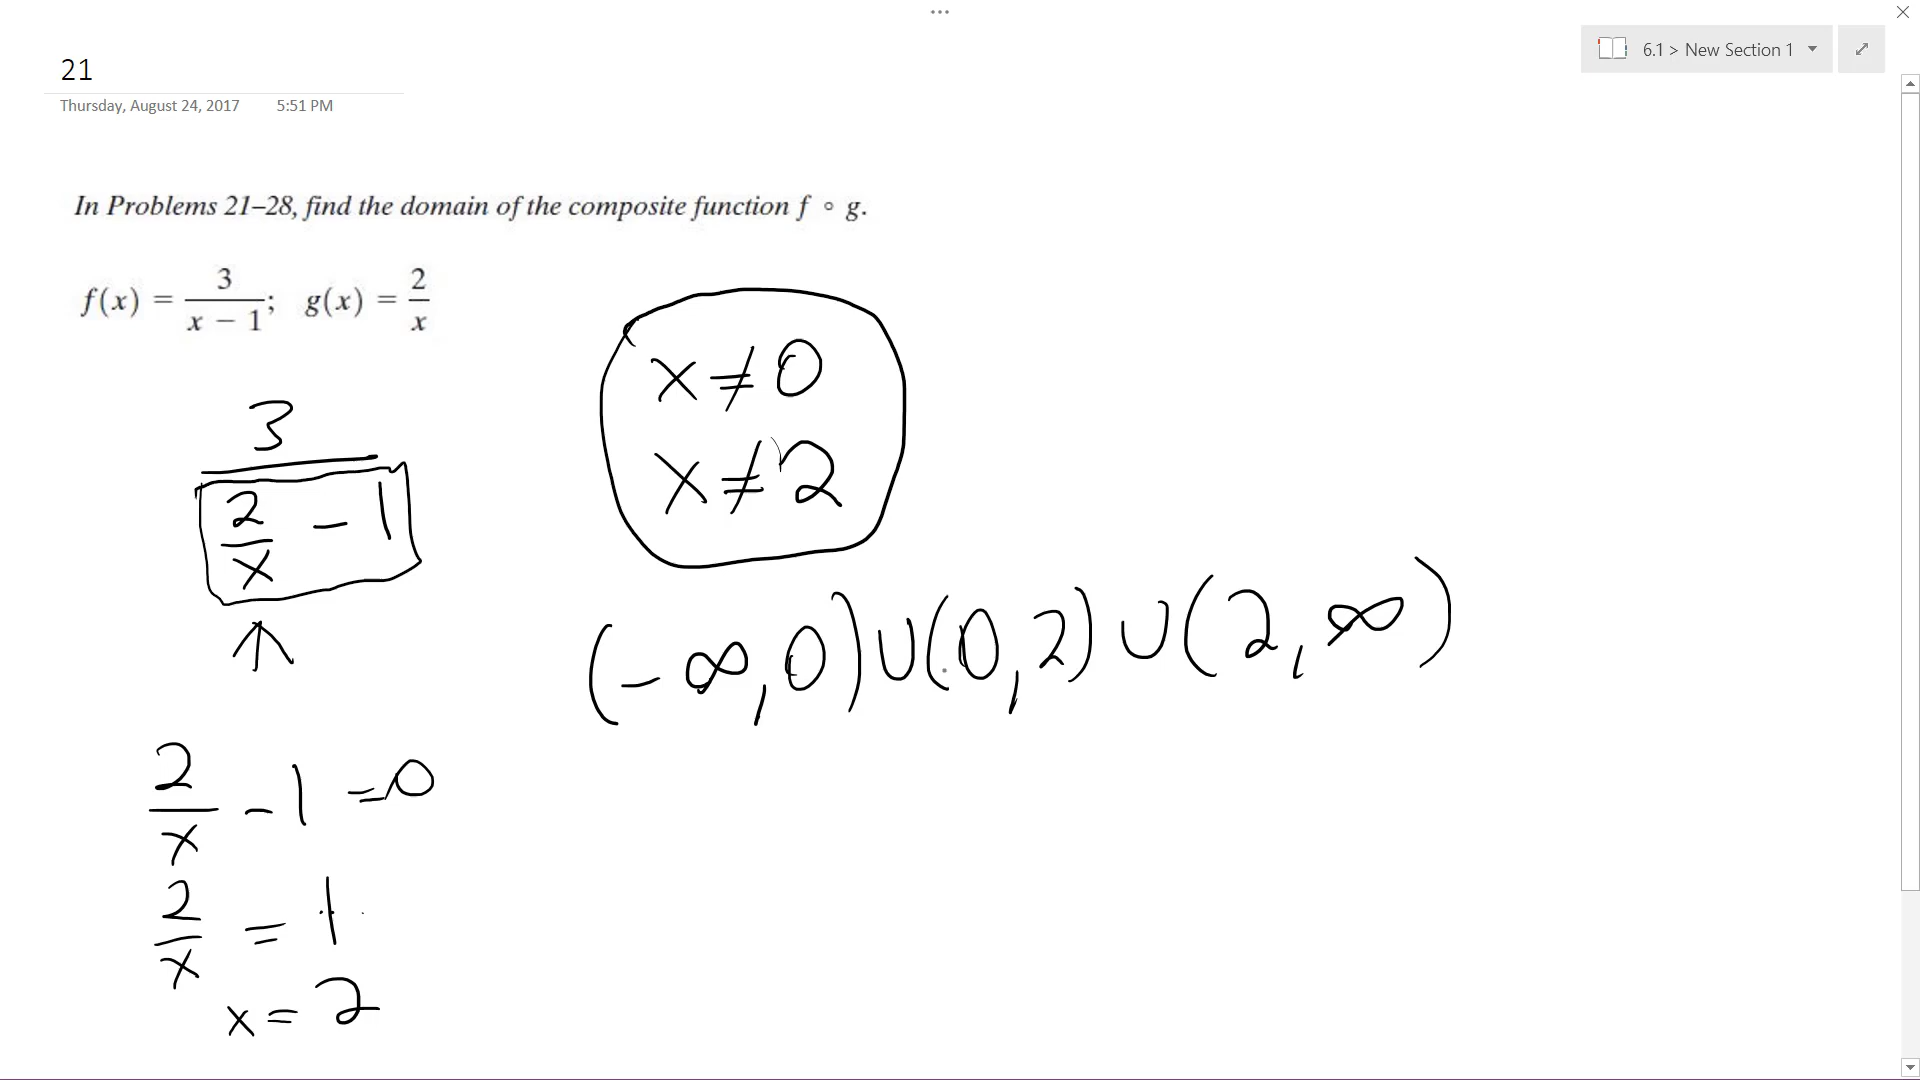 6.1 > New Section 1
21
Thursday, August 24, 2017 5:51 PM
In Problems 21–28, find the domain of the composite function f ∘ g.
f(x) = 3/(x − 1); g(x) = 2/x
3
2/x − 1
x ≠ 0
x ≠ 2
(−∞, 0) ∪ (0, 2) ∪ (2, ∞)
2/x − 1 = 0
2/x = 1
x = 2